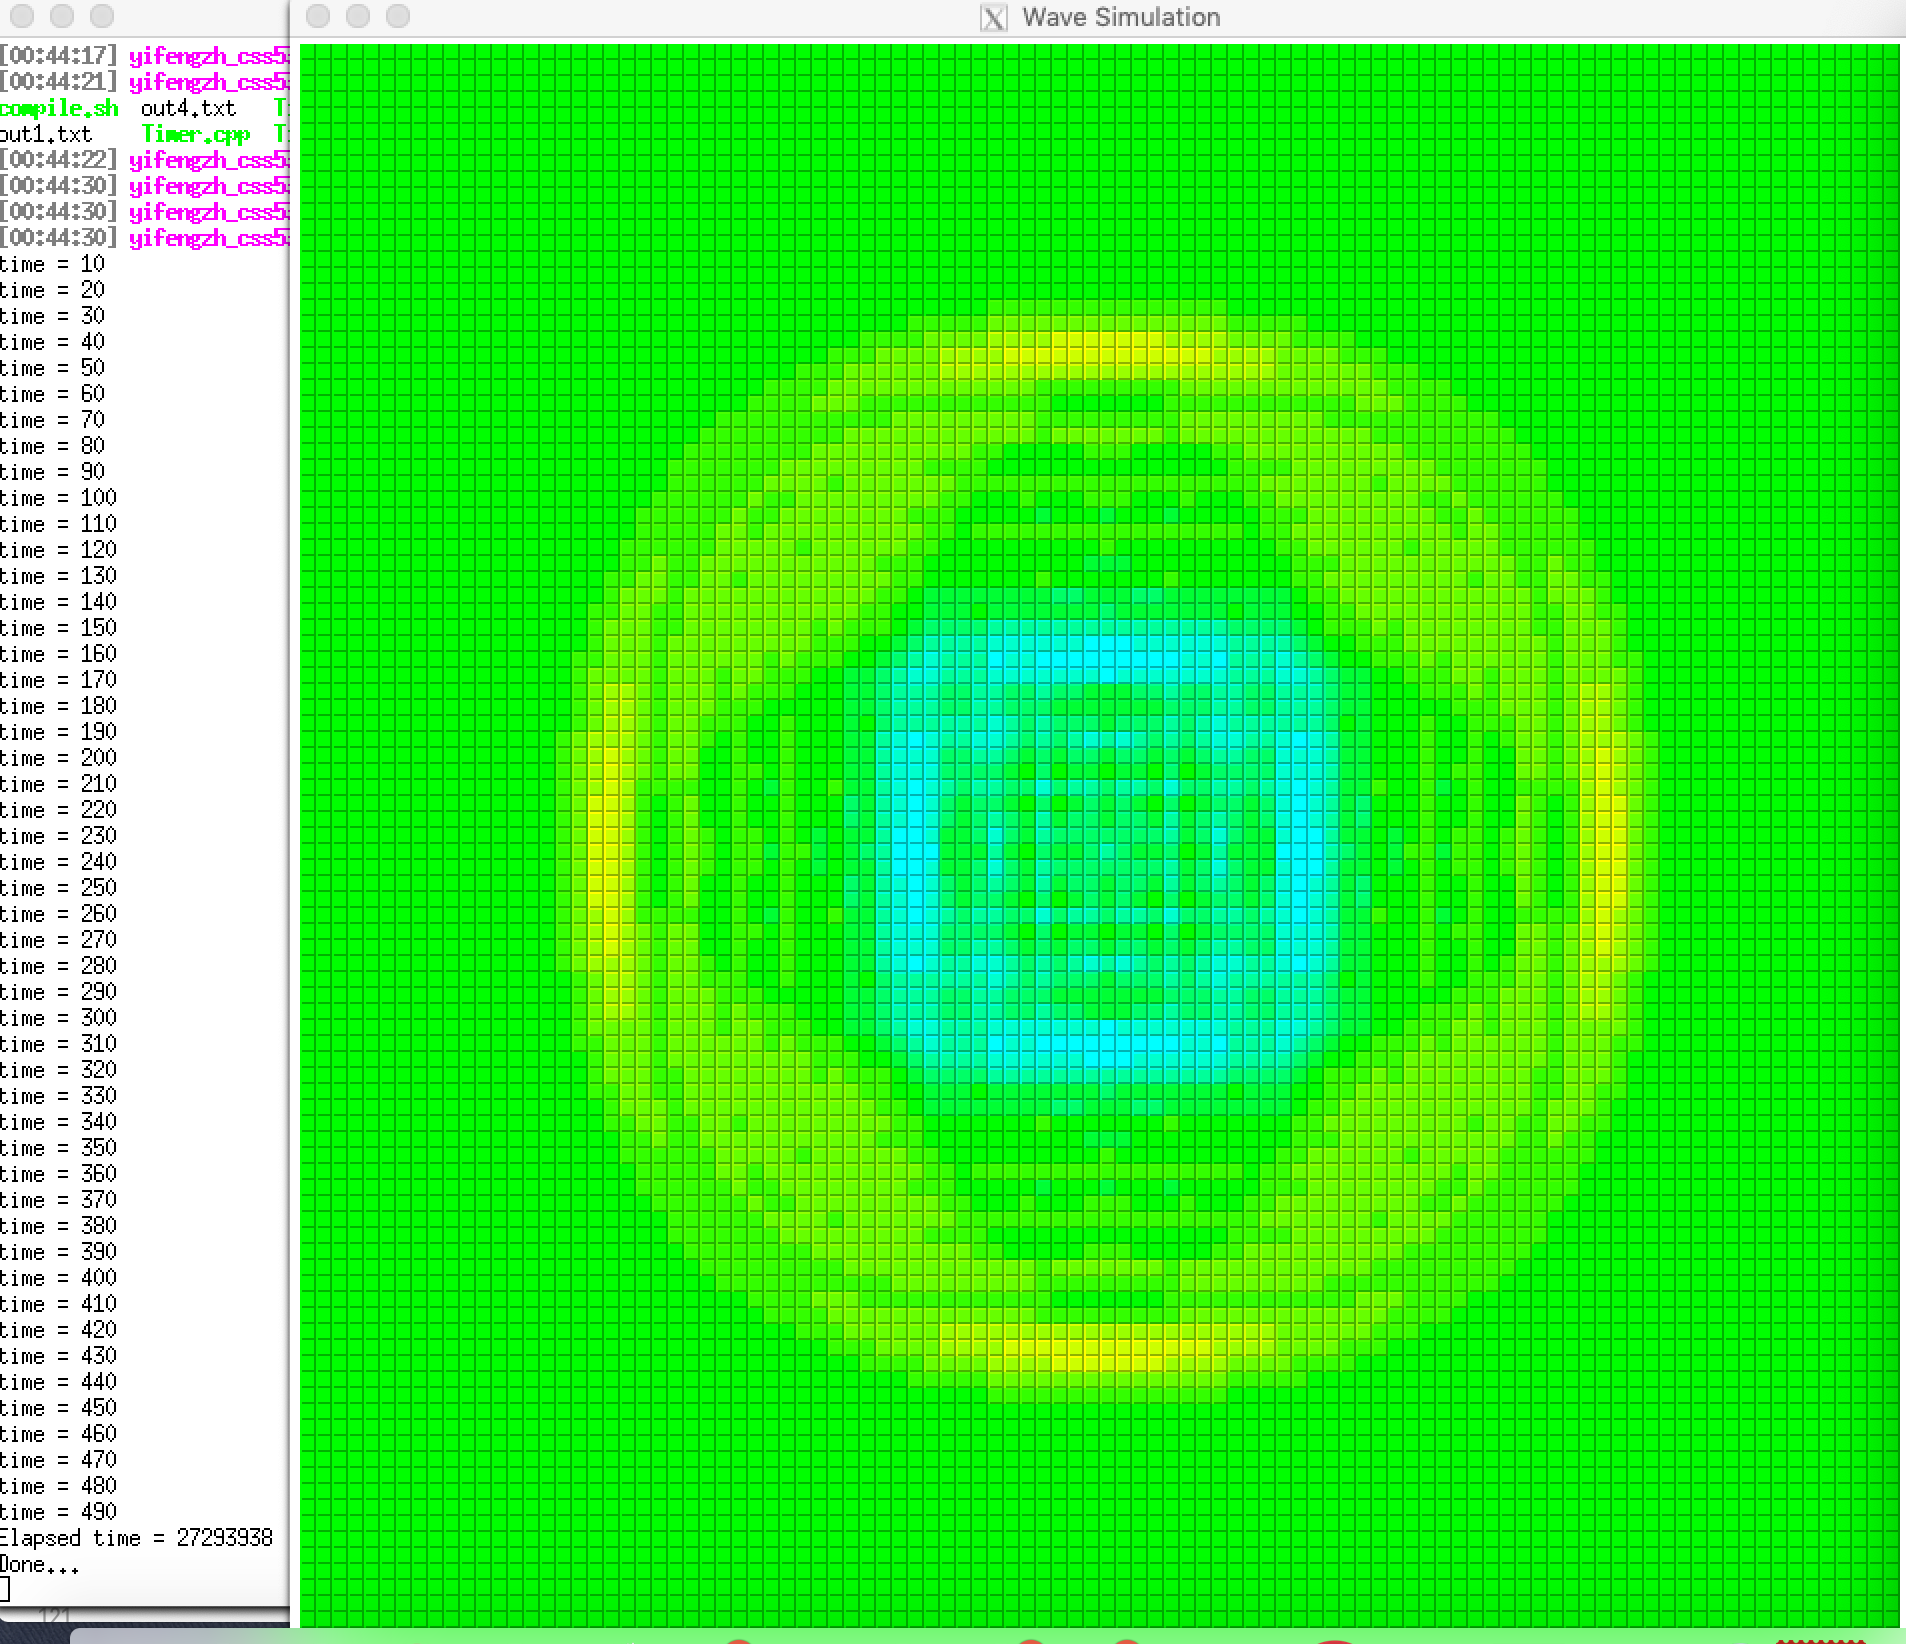 Wave Simulation
[00:44:17] yifengzh_css5
[00:44:21] yifengzh_css5
compile.sh out4.txt T
out1.txt Timer.cpp T
[00:44:22] yifengzh_css5
[00:44:30] yifengzh_css5
[00:44:30] yifengzh_css5
[00:44:30] yifengzh_css5
time = 10
time = 20
time = 30
time = 40
time = 50
time = 60
time = 70
time = 80
time = 90
time = 100
time = 110
time = 120
time = 130
time = 140
time = 150
time = 160
time = 170
time = 180
time = 190
time = 200
time = 210
time = 220
time = 230
time = 240
time = 250
time = 260
time = 270
time = 280
time = 290
time = 300
time = 310
time = 320
time = 330
time = 340
time = 350
time = 360
time = 370
time = 380
time = 390
time = 400
time = 410
time = 420
time = 430
time = 440
time = 450
time = 460
time = 470
time = 480
time = 490
Elapsed time = 27293938
Done...
121